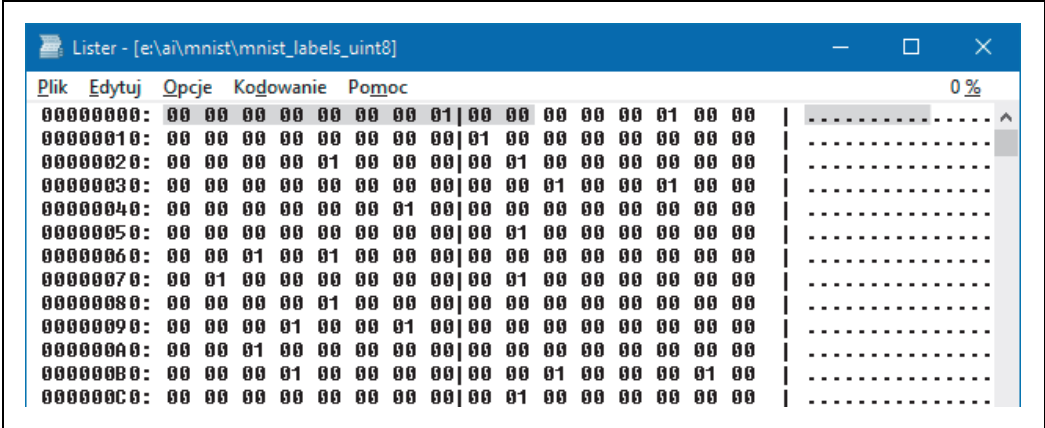 Lister - [e:\ai\mnist\mnist_labels_uint8]
Plik Edytuj Opcje Kodowanie Pomoc 0 %
00000000: 00 00 00 00 00 00 00 01|00 00 00 00 00 01 00 00 | ................
00000010: 00 00 00 00 00 00 00 00|01 00 00 00 00 00 00 00 | ................
00000020: 00 00 00 00 01 00 00 00|00 01 00 00 00 00 00 00 | ................
00000030: 00 00 00 00 00 00 00 00|00 00 01 00 00 01 00 00 | ................
00000040: 00 00 00 00 00 00 01 00|00 00 00 00 00 00 00 00 | ................
00000050: 00 00 00 00 00 00 00 00|00 01 00 00 00 00 00 00 | ................
00000060: 00 00 01 00 01 00 00 00|00 00 00 00 00 00 00 00 | ................
00000070: 00 01 00 00 00 00 00 00|00 01 00 00 00 00 00 00 | ................
00000080: 00 00 00 00 01 00 00 00|00 00 00 00 00 00 00 00 | ................
00000090: 00 00 00 01 00 00 01 00|00 00 00 00 00 00 00 00 | ................
000000A0: 00 00 01 00 00 00 00 00|00 00 00 00 00 00 00 00 | ................
000000B0: 00 00 00 01 00 00 00 00|00 00 01 00 00 00 01 00 | ................
000000C0: 00 00 00 00 00 00 00 00|00 01 00 00 00 00 00 00 | ................